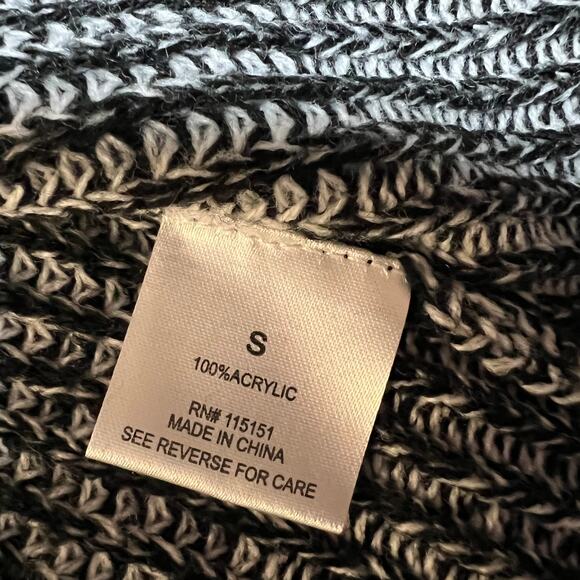 S
100%ACRYLIC
RN# 115151
MADE IN CHINA
SEE REVERSE FOR CARE